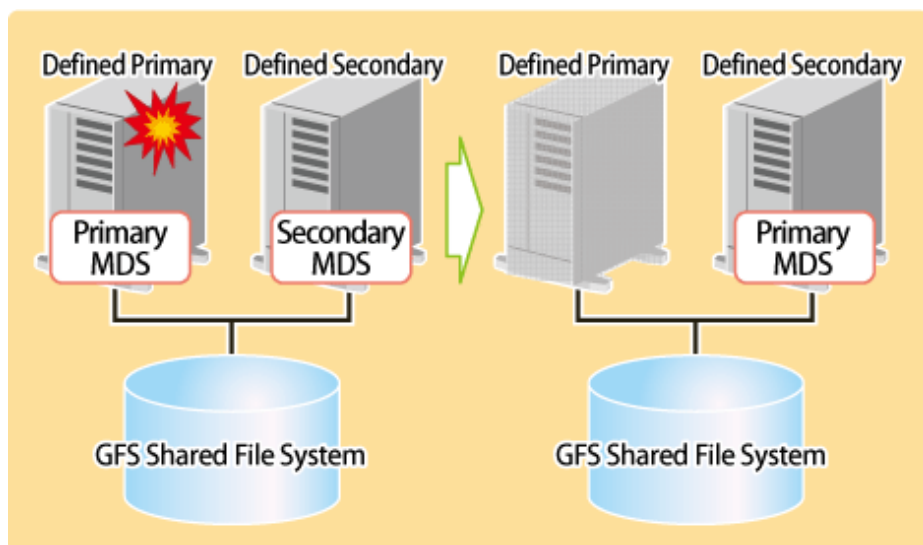 Defined Primary
Defined Secondary
Defined Primary
Defined Secondary
Primary
MDS
Secondary
MDS
Primary
MDS
GFS Shared File System
GFS Shared File System